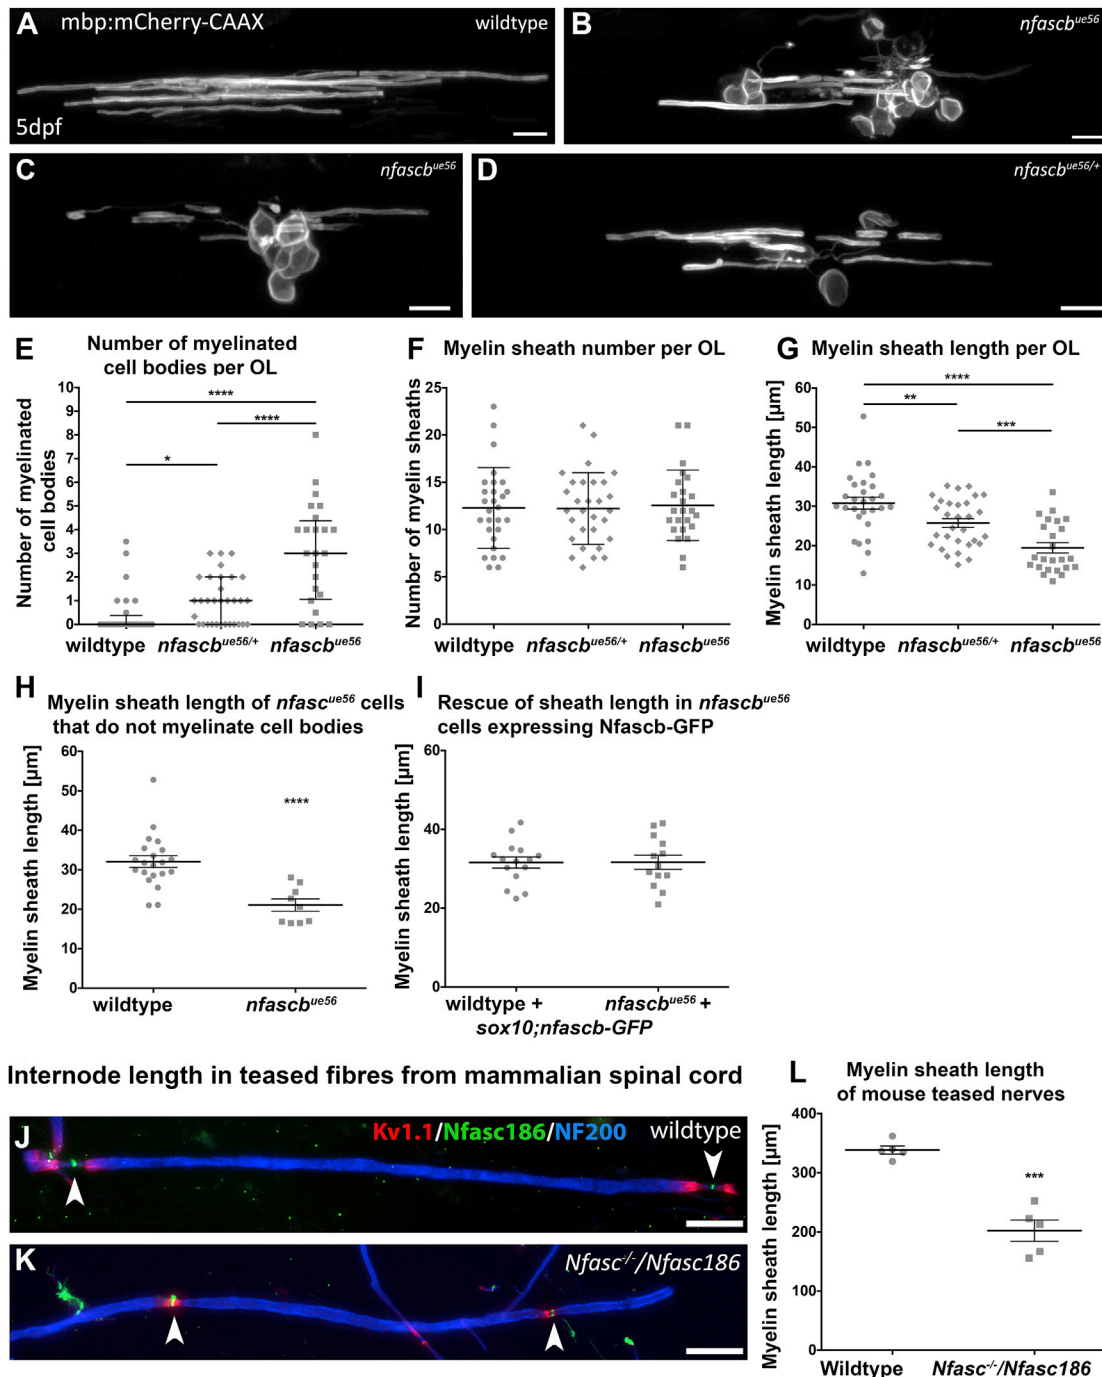 A mbp:mCherry-CAAX wildtype
5dpf
B nfascb^ue56
C nfascb^ue56
D nfascb^ue56/+
E Number of myelinated
cell bodies per OL
Number of myelinated
cell bodies
10
9
8
7
6
5
4
3
2
1
0
****
****
*
wildtype nfascb^ue56/+ nfascb^ue56
F Myelin sheath number per OL
Number of myelin sheaths
25
20
15
10
5
0
wildtype nfascb^ue56/+ nfascb^ue56
G Myelin sheath length per OL
Myelin sheath length [µm]
60
50
40
30
20
10
0
****
**
***
wildtype nfascb^ue56/+ nfascb^ue56
H Myelin sheath length of nfasc^ue56 cells
that do not myelinate cell bodies
Myelin sheath length [µm]
60
50
40
30
20
10
0
****
wildtype nfascb^ue56
I Rescue of sheath length in nfascb^ue56
cells expressing Nfascb-GFP
Myelin sheath length [µm]
60
40
20
0
wildtype + nfascb^ue56 +
sox10;nfascb-GFP
Internode length in teased fibres from mammalian spinal cord
J Kv1.1/Nfasc186/NF200 wildtype
K Nfasc^-/-/Nfasc186
L Myelin sheath length
of mouse teased nerves
Myelin sheath length [µm]
400
300
200
100
0
***
Wildtype Nfasc^-/-/Nfasc186